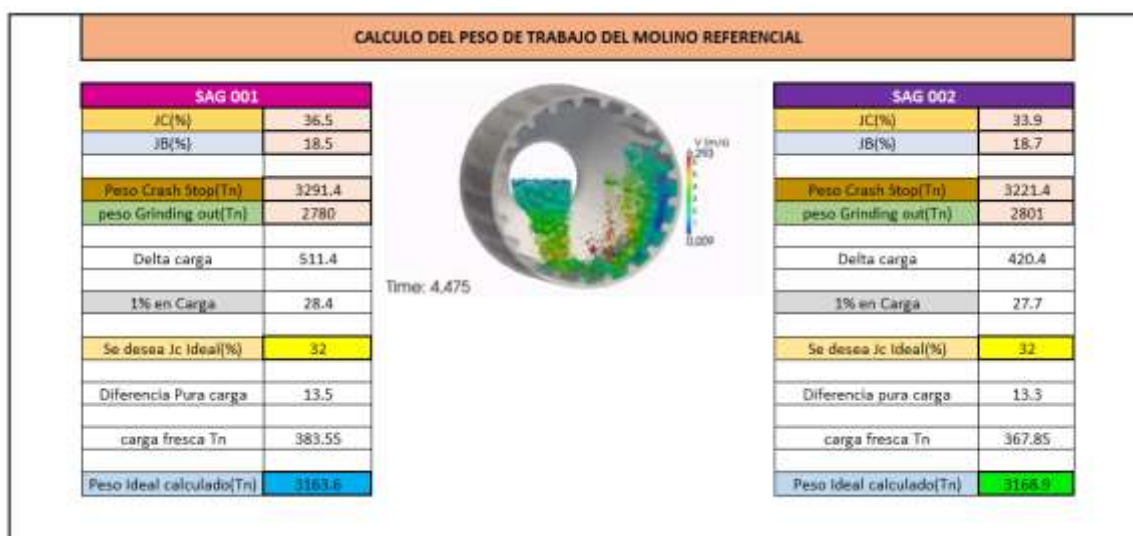 CALCULO DEL PESO DE TRABAJO DEL MOLINO REFERENCIAL
SAG 001
JC(%) 36.5
JB(%) 18.5
Peso Crash Stop(Tn) 3291.4
peso Grinding out(Tn) 2780
Delta carga 511.4
1% en Carga 28.4
Se desea Jc Ideal(%) 32
Diferencia Pura carga 13.5
carga fresca Tn 383.55
Peso Ideal calculado(Tn) 3163.6
V (m/s)
0,009
Time: 4,475
SAG 002
JC(%) 33.9
JB(%) 18.7
Peso Crash Stop(Tn) 3221.4
peso Grinding out(Tn) 2801
Delta carga 420.4
1% en Carga 27.7
Se desea Jc Ideal(%) 32
Diferencia pura carga 13.3
carga fresca Tn 367.85
Peso Ideal calculado(Tn) 3168.9